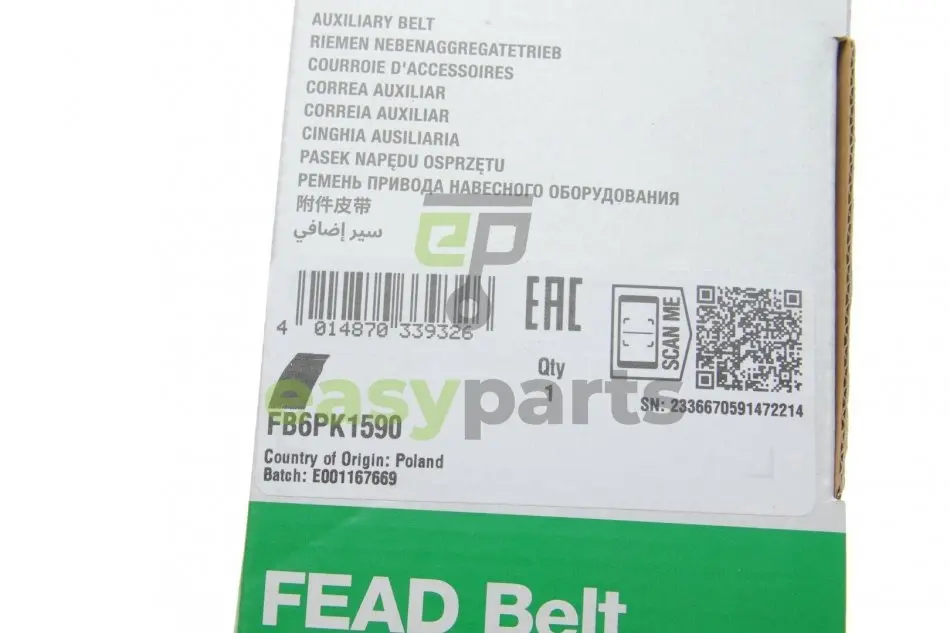 AUXILIARY BELT
RIEMEN NEBENAGGREGATETRIEB
COURROIE D'ACCESSOIRES
CORREA AUXILIAR
CORREIA AUXILIAR
CINGHIA AUSILIARIA
PASEK NAPĘDU OSPRZĘTU
РЕМЕНЬ ПРИВОДА НАВЕСНОГО ОБОРУДОВАНИЯ
附件皮带
سير إضافي
ep
4 014870 339326
EAC
SCAN ME
Qty
1
SN: 2336670591472214
easyparts
FB6PK1590
Country of Origin: Poland
Batch: E001167669
FEAD Belt